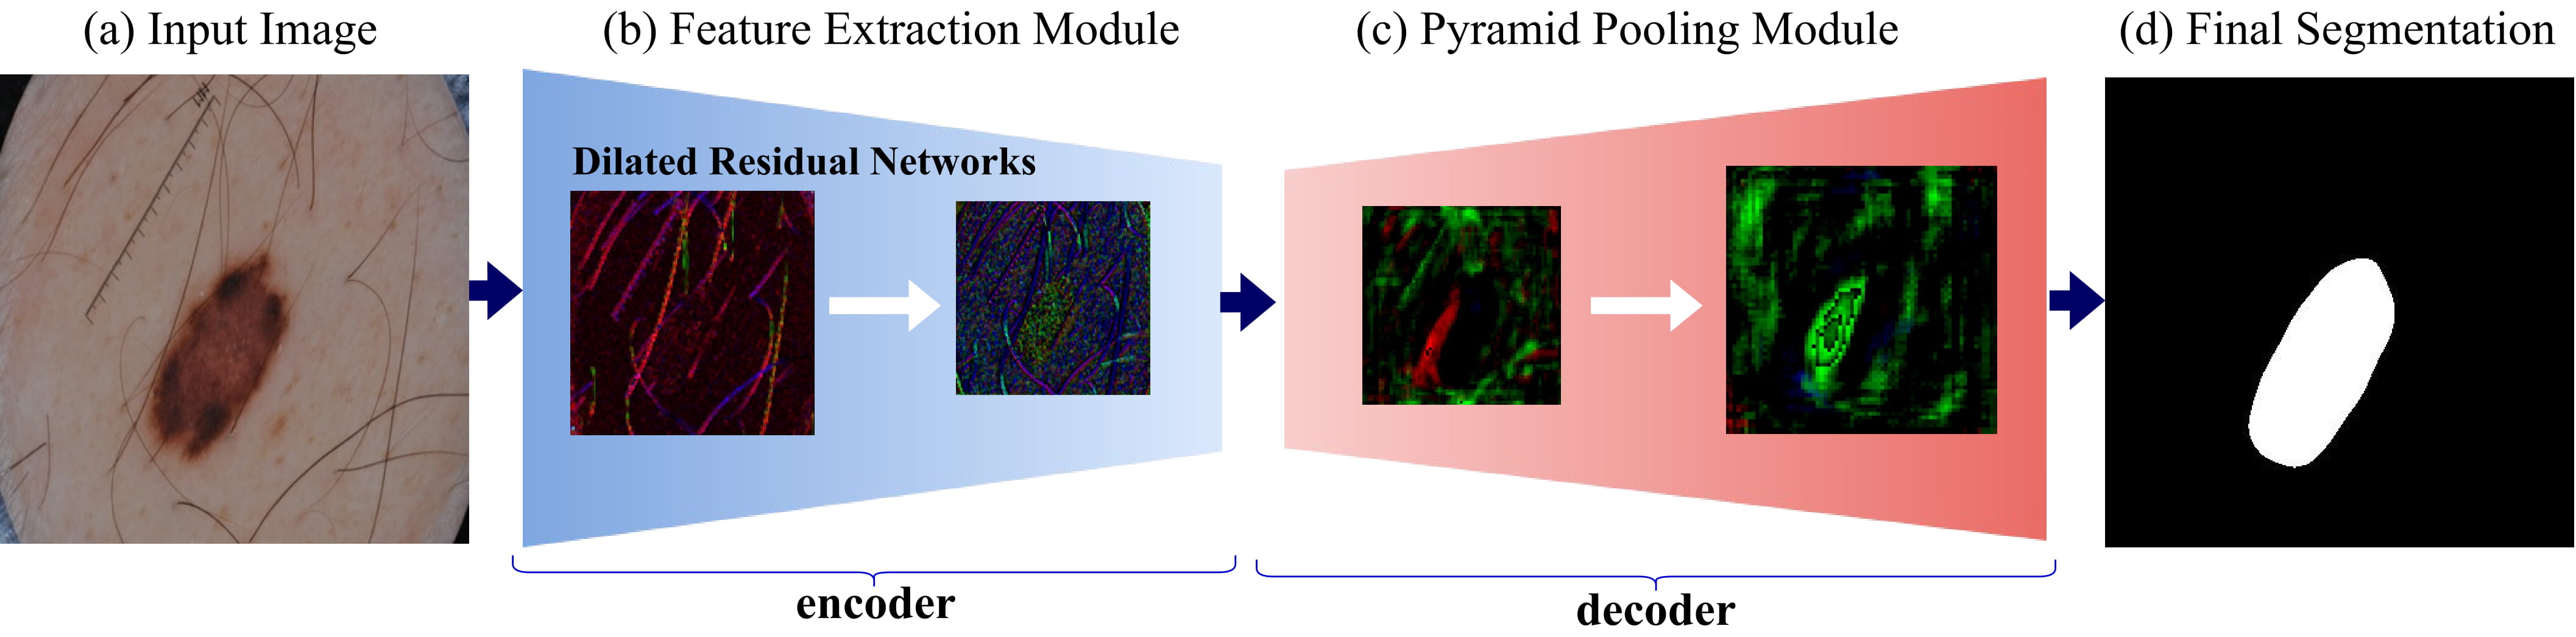 (a) Input Image
(b) Feature Extraction Module
(c) Pyramid Pooling Module
(d) Final Segmentation
Dilated Residual Networks
encoder
decoder